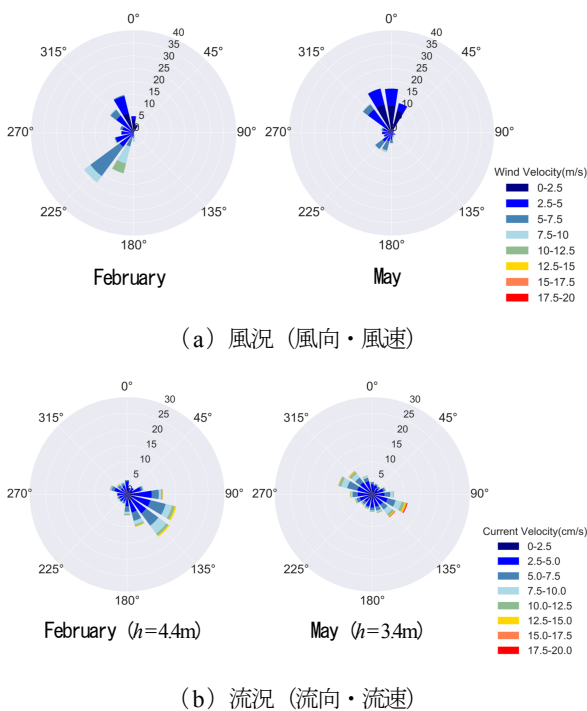 0° 0°
315° 45° 315° 45°
40 40
35 35
30 30
25 25
20 20
15 15
10 10
5 5
270° 90° 270° 90°
225° 135° 225° 135°
180° 180°
February May
Wind Velocity(m/s)
0-2.5
2.5-5
5-7.5
7.5-10
10-12.5
12.5-15
15-17.5
17.5-20
(a) 風況（風向・風速）
0° 0°
315° 45° 315° 45°
30 30
25 25
20 20
15 15
10 10
5 5
270° 90° 270° 90°
225° 135° 225° 135°
180° 180°
February (h=4.4m) May (h=3.4m)
Current Velocity(cm/s)
0-2.5
2.5-5.0
5.0-7.5
7.5-10.0
10.0-12.5
12.5-15.0
15.0-17.5
17.5-20.0
(b) 流況（流向・流速）